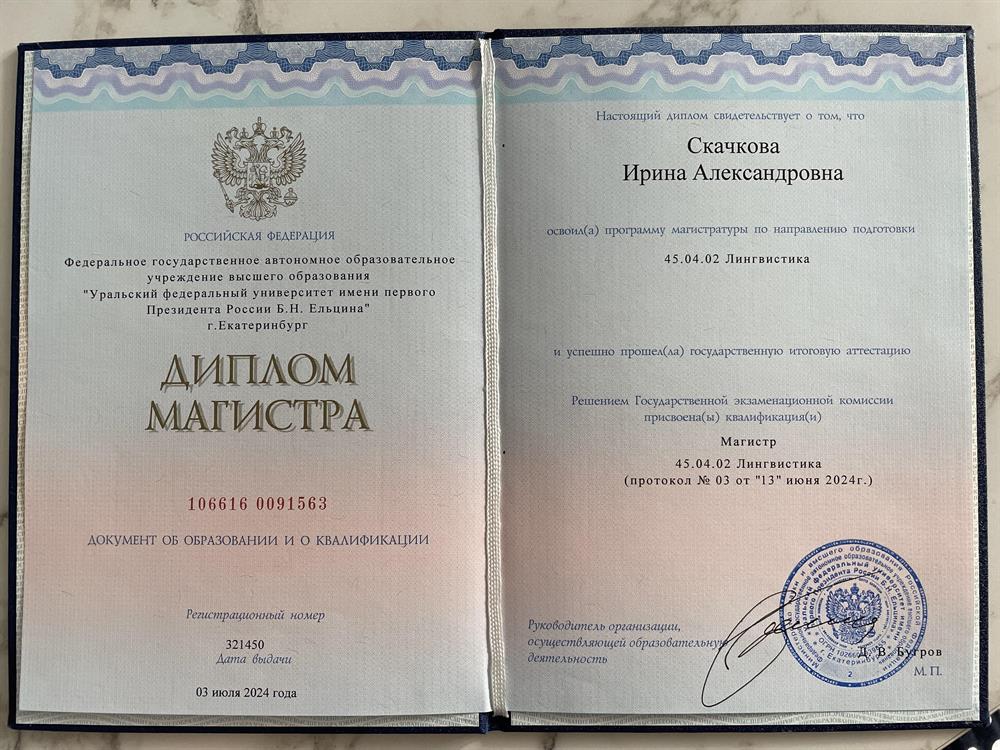 РОССИЙСКАЯ ФЕДЕРАЦИЯ
Федеральное государственное автономное образовательное
учреждение высшего образования
"Уральский федеральный университет имени первого
Президента России Б.Н. Ельцина"
г.Екатеринбург
ДИПЛОМ
МАГИСТРА
106616 0091563
ДОКУМЕНТ ОБ ОБРАЗОВАНИИ И О КВАЛИФИКАЦИИ
Регистрационный номер
321450
Дата выдачи
03 июля 2024 года
Настоящий диплом свидетельствует о том, что
Скачкова
Ирина Александровна
освоил(а) программу магистратуры по направлению подготовки
45.04.02 Лингвистика
и успешно прошел(ла) государственную итоговую аттестацию
Решением Государственной экзаменационной комиссии
присвоена(ы) квалификация(и)
Магистр
45.04.02 Лингвистика
(протокол № 03 от "13" июня 2024г.)
Руководитель организации,
осуществляющей образовательную
деятельность
Д.В. Бугров
М.П.